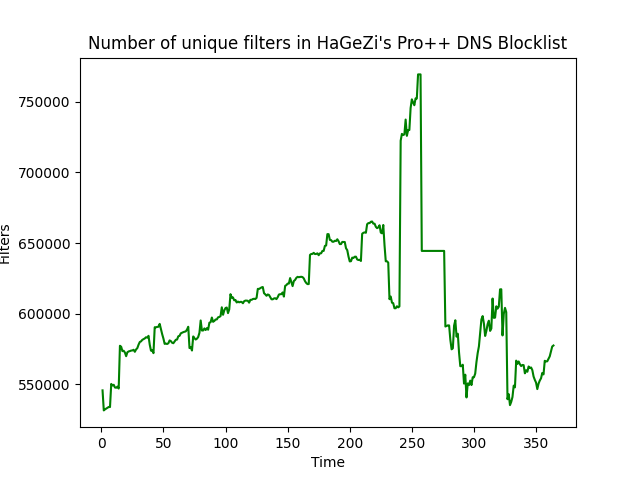 Number of unique filters in HaGeZi's Pro++ DNS Blocklist
750000
700000
650000
600000
550000
Filters
0 50 100 150 200 250 300 350
Time